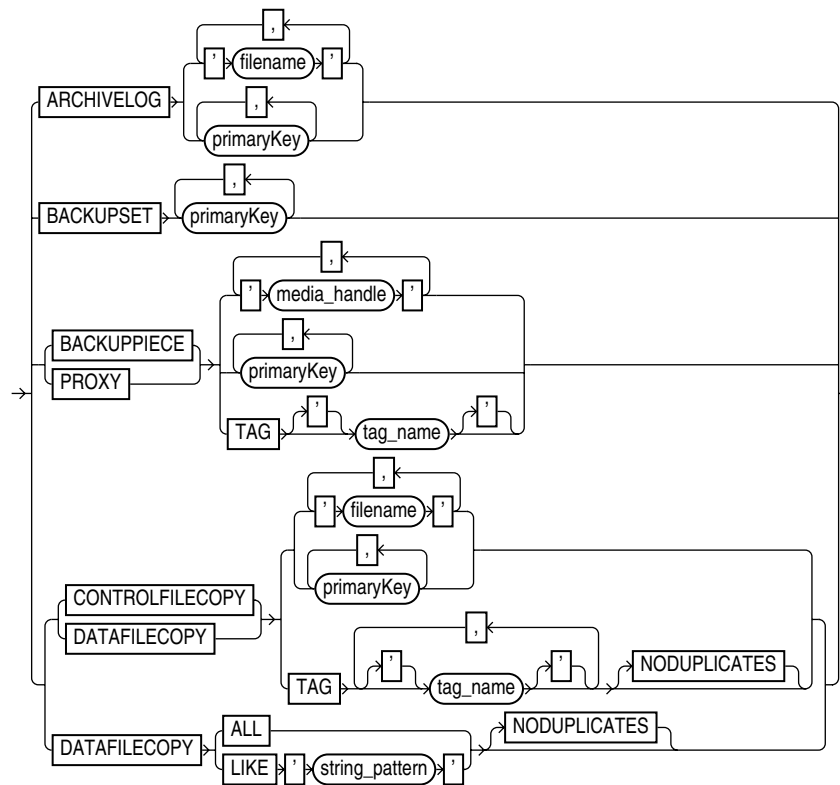 ,
' filename '
ARCHIVELOG
,
primaryKey
,
BACKUPSET primaryKey
,
' media_handle '
BACKUPPIECE
,
PROXY primaryKey
' '
TAG tag_name
,
' filename '
,
primaryKey
CONTROLFILECOPY
DATAFILECOPY
,
' ' NODUPLICATES
TAG tag_name
ALL NODUPLICATES
DATAFILECOPY
LIKE ' string_pattern '